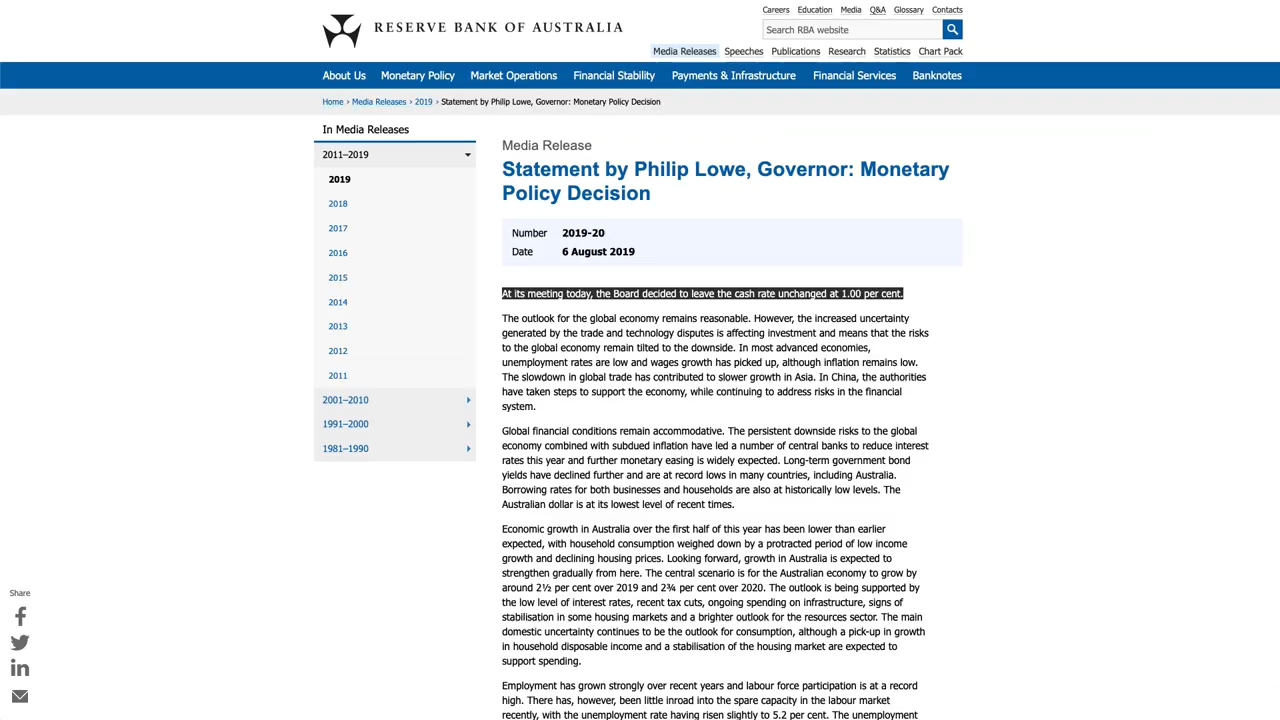 Careers Education Media Q&A Glossary Contacts
RESERVE BANK OF AUSTRALIA
Search RBA website
Media Releases Speeches Publications Research Statistics Chart Pack
About Us Monetary Policy Market Operations Financial Stability Payments & Infrastructure Financial Services Banknotes
Home › Media Releases › 2019 › Statement by Philip Lowe, Governor: Monetary Policy Decision
In Media Releases
2011–2019
2019
2018
2017
2016
2015
2014
2013
2012
2011
2001–2010
1991–2000
1981–1990
Media Release
Statement by Philip Lowe, Governor: Monetary
Policy Decision
Number 2019-20
Date 6 August 2019
At its meeting today, the Board decided to leave the cash rate unchanged at 1.00 per cent.
The outlook for the global economy remains reasonable. However, the increased uncertainty
generated by the trade and technology disputes is affecting investment and means that the risks
to the global economy remain tilted to the downside. In most advanced economies,
unemployment rates are low and wages growth has picked up, although inflation remains low.
The slowdown in global trade has contributed to slower growth in Asia. In China, the authorities
have taken steps to support the economy, while continuing to address risks in the financial
system.
Global financial conditions remain accommodative. The persistent downside risks to the global
economy combined with subdued inflation have led a number of central banks to reduce interest
rates this year and further monetary easing is widely expected. Long-term government bond
yields have declined further and are at record lows in many countries, including Australia.
Borrowing rates for both businesses and households are also at historically low levels. The
Australian dollar is at its lowest level of recent times.
Economic growth in Australia over the first half of this year has been lower than earlier
expected, with household consumption weighed down by a protracted period of low income
growth and declining housing prices. Looking forward, growth in Australia is expected to
strengthen gradually from here. The central scenario is for the Australian economy to grow by
around 2½ per cent over 2019 and 2¾ per cent over 2020. The outlook is being supported by
the low level of interest rates, recent tax cuts, ongoing spending on infrastructure, signs of
stabilisation in some housing markets and a brighter outlook for the resources sector. The main
domestic uncertainty continues to be the outlook for consumption, although a pick-up in growth
in household disposable income and a stabilisation of the housing market are expected to
support spending.
Employment has grown strongly over recent years and labour force participation is at a record
high. There has, however, been little inroad into the spare capacity in the labour market
recently, with the unemployment rate having risen slightly to 5.2 per cent. The unemployment
Share